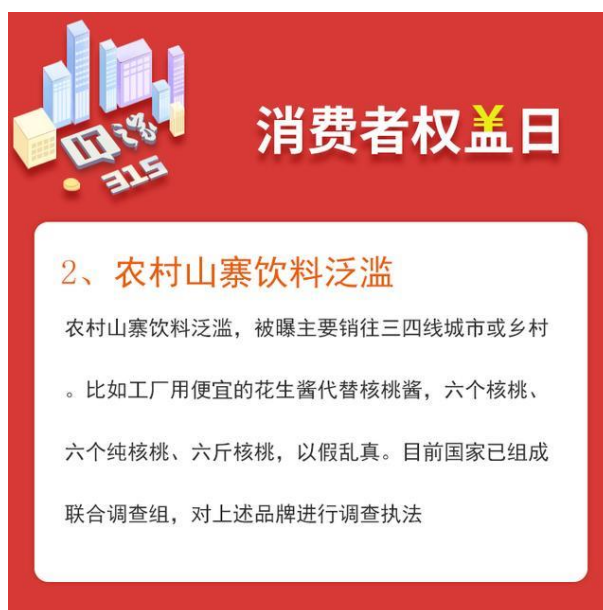 315
消费者权益日
2、农村山寨饮料泛滥
农村山寨饮料泛滥，被曝主要销往三四线城市或乡村
。比如工厂用便宜的花生酱代替核桃酱，六个核桃、
六个纯核桃、六斤核桃，以假乱真。目前国家已组成
联合调查组，对上述品牌进行调查执法